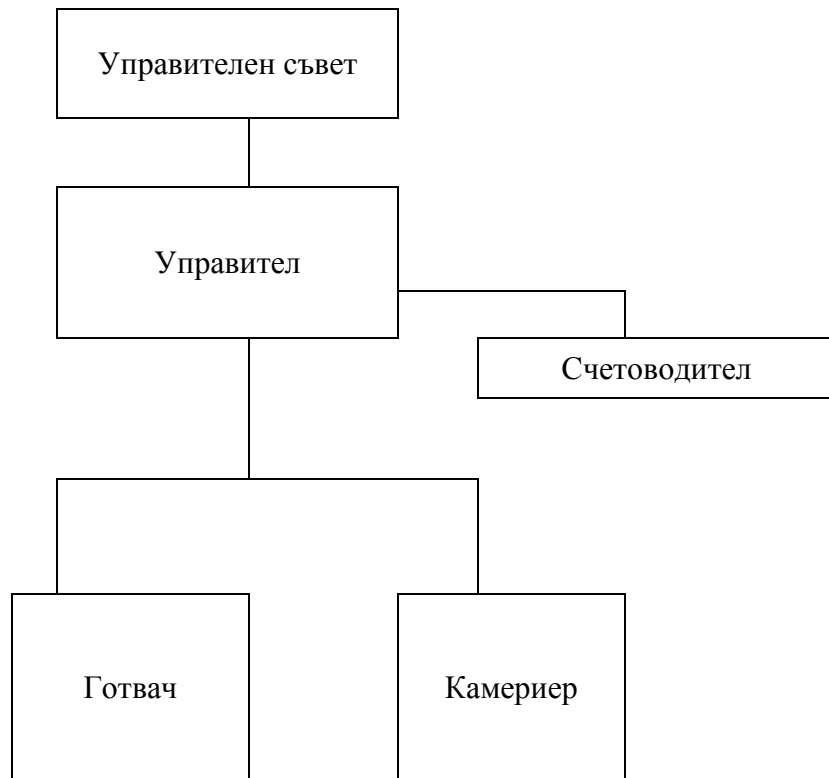 Управителен съвет
Управител
Счетоводител
Готвач
Камериер